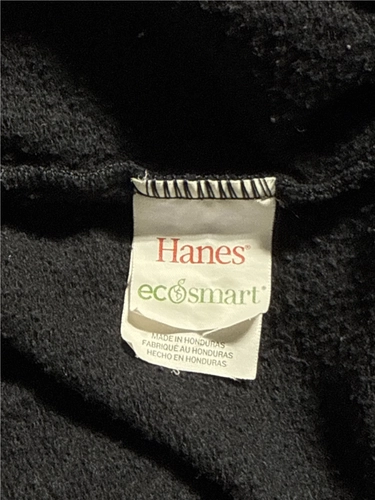 Hanes®
ecosmart®
MADE IN HONDURAS
FABRIQUÉ AU HONDURAS
HECHO EN HONDURAS